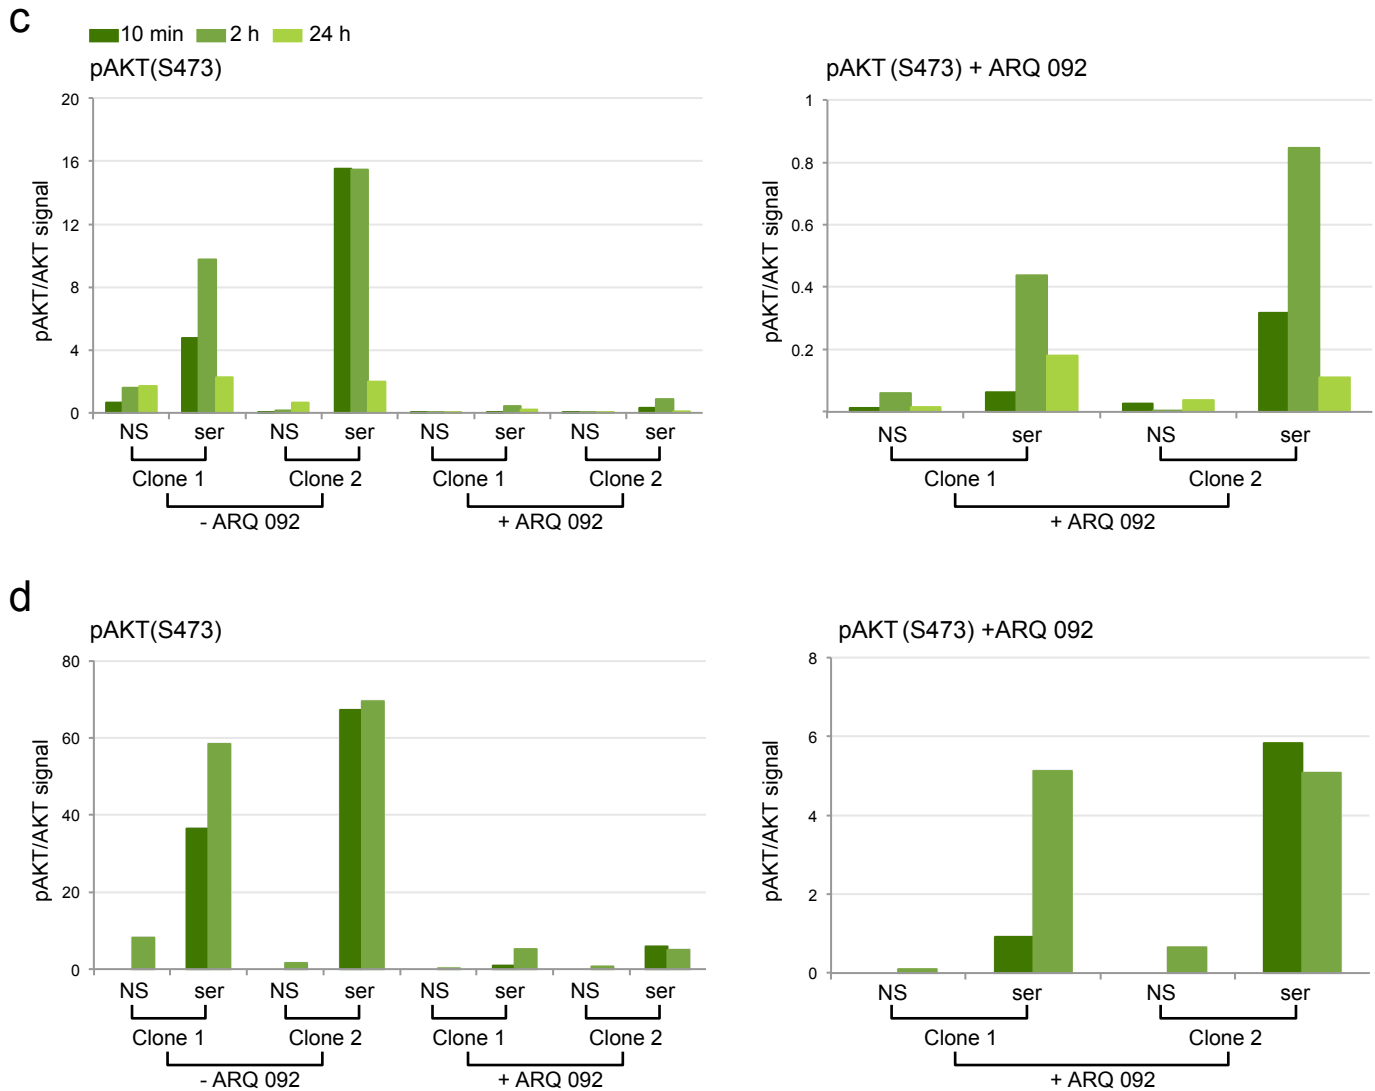 c
10 min 2 h 24 h
pAKT(S473)
20
16
12
8
4
0
pAKT/AKT signal
NS ser NS ser NS ser NS ser
Clone 1 Clone 2 Clone 1 Clone 2
- ARQ 092 + ARQ 092
pAKT (S473) + ARQ 092
1
0.8
0.6
0.4
0.2
pAKT/AKT signal
NS ser NS ser
Clone 1 Clone 2
+ ARQ 092
d
pAKT(S473)
80
60
40
20
0
pAKT/AKT signal
NS ser NS ser NS ser NS ser
Clone 1 Clone 2 Clone 1 Clone 2
- ARQ 092 + ARQ 092
pAKT (S473) +ARQ 092
8
6
4
2
0
pAKT/AKT signal
NS ser NS ser
Clone 1 Clone 2
+ ARQ 092